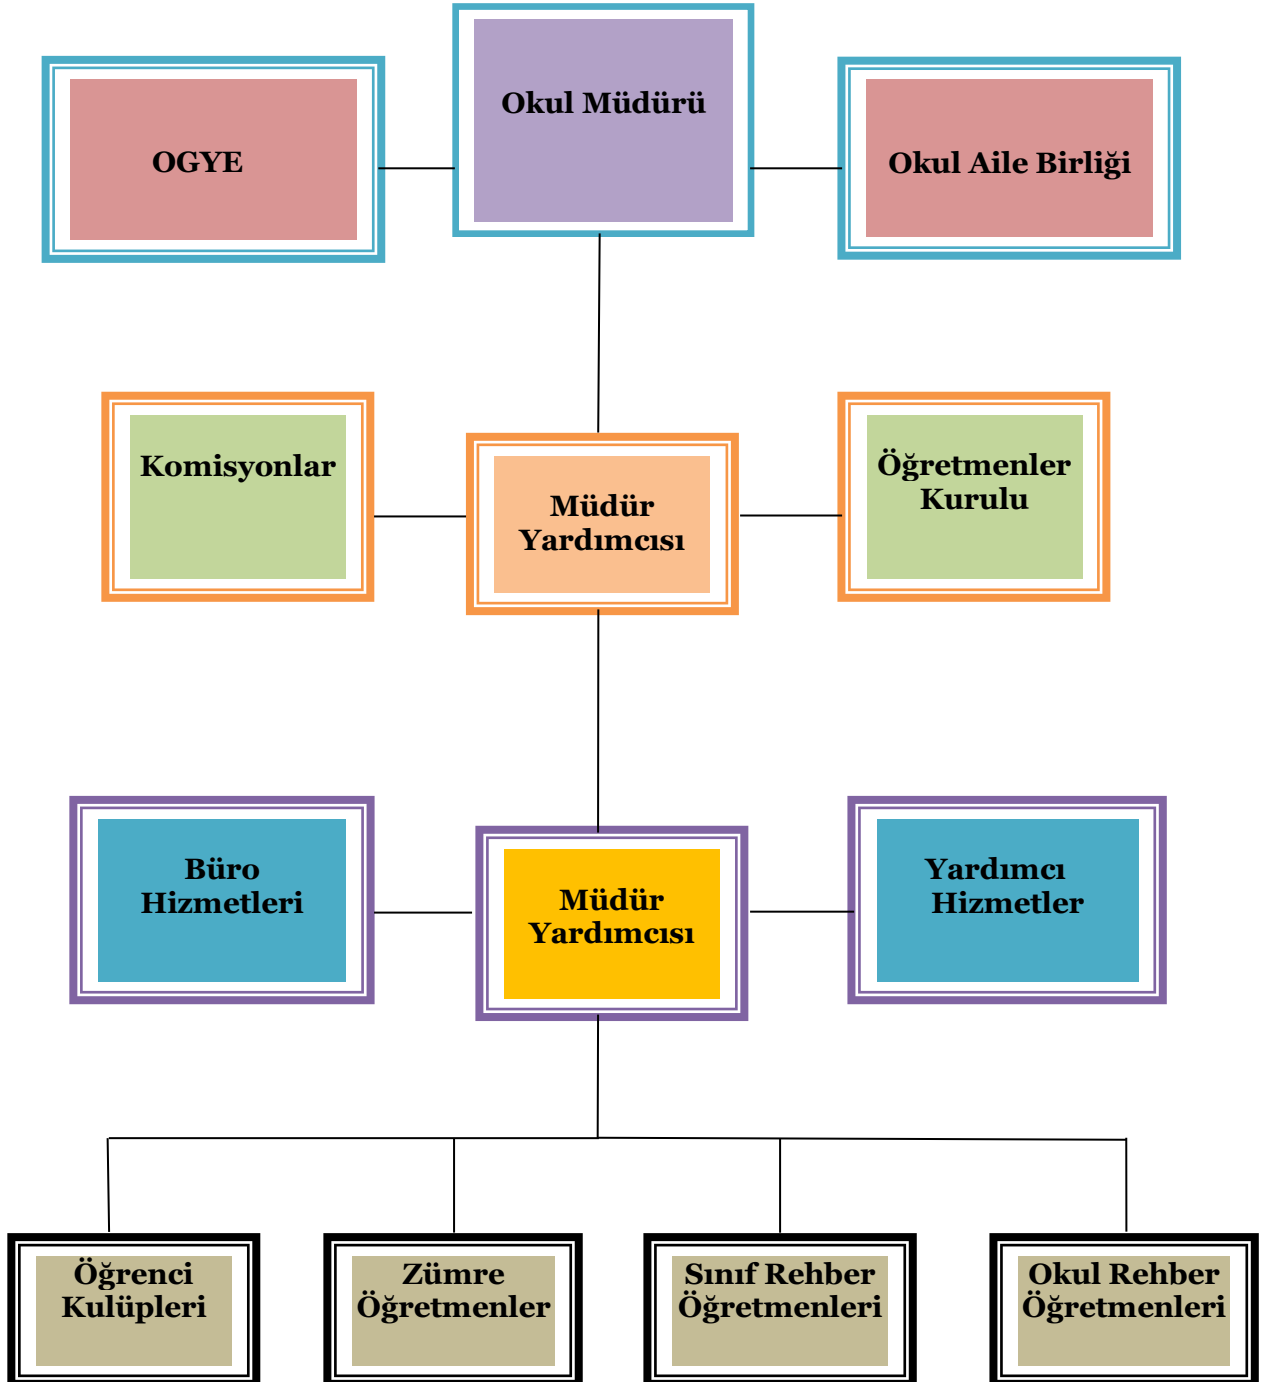 Okul Müdürü
OGYE
Okul Aile Birliği
Komisyonlar
Müdür
Yardımcısı
Öğretmenler
Kurulu
Büro
Hizmetleri
Müdür
Yardımcısı
Yardımcı
Hizmetler
Öğrenci
Kulüpleri
Zümre
Öğretmenler
Sınıf Rehber
Öğretmenleri
Okul Rehber
Öğretmenleri